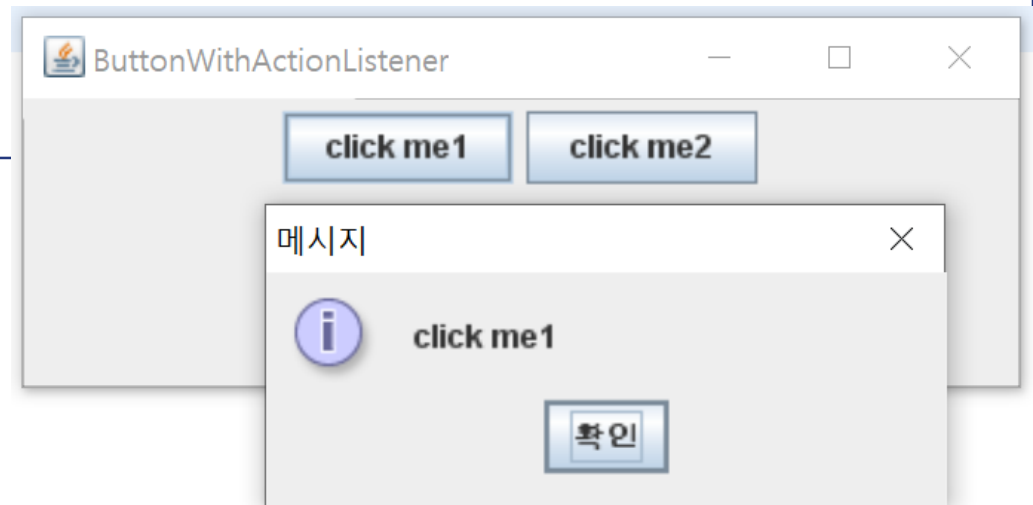 ButtonWithActionListener
click me1 click me2
메시지
click me1
확인